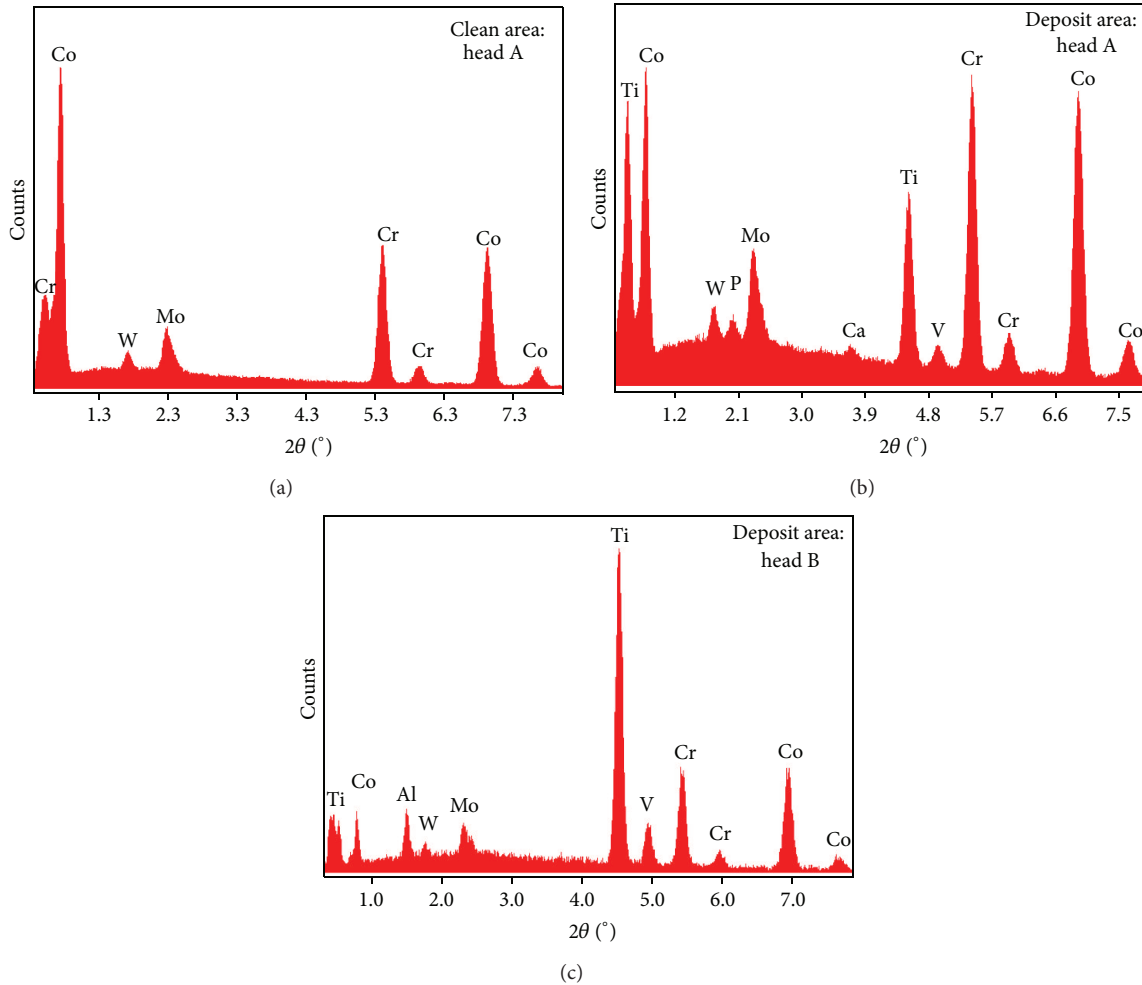 Clean area:
head A
Co
Cr
W
Mo
Cr
Cr
Co
Co
Counts
1.3 2.3 3.3 4.3 5.3 6.3 7.3
2θ (°)
(a)
Deposit area:
head A
Ti
Co
W
P
Mo
Ca
Ti
V
Cr
Cr
Co
Co
Counts
1.2 2.1 3.0 3.9 4.8 5.7 6.6 7.5
2θ (°)
(b)
Deposit area:
head B
Ti
Co
Al
W
Mo
Ti
V
Cr
Cr
Co
Co
Counts
1.0 2.0 3.0 4.0 5.0 6.0 7.0
2θ (°)
(c)